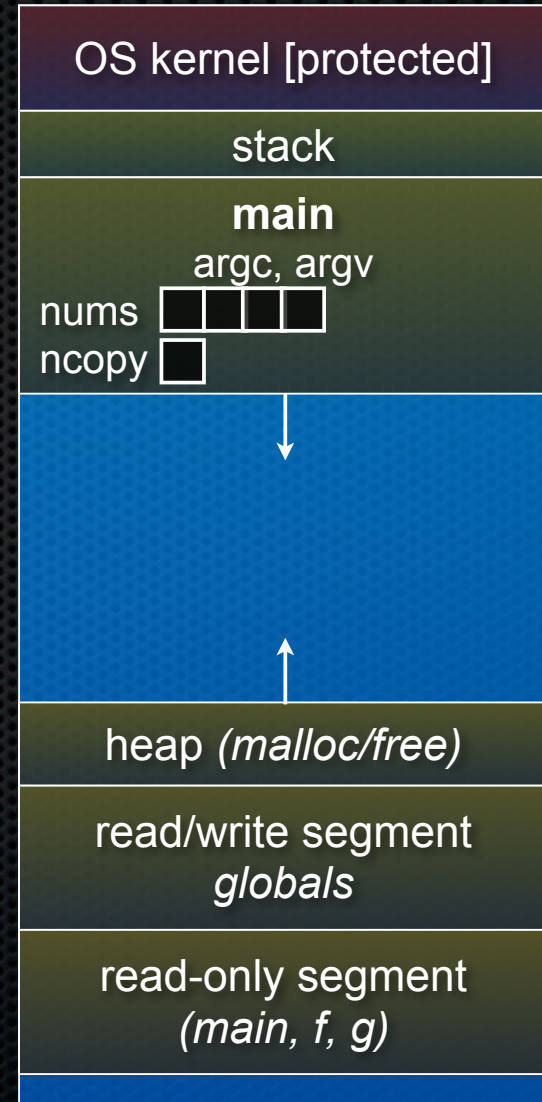 OS kernel [protected]
stack
main
argc, argv
nums
ncopy
heap (malloc/free)
read/write segment
globals
read-only segment
(main, f, g)